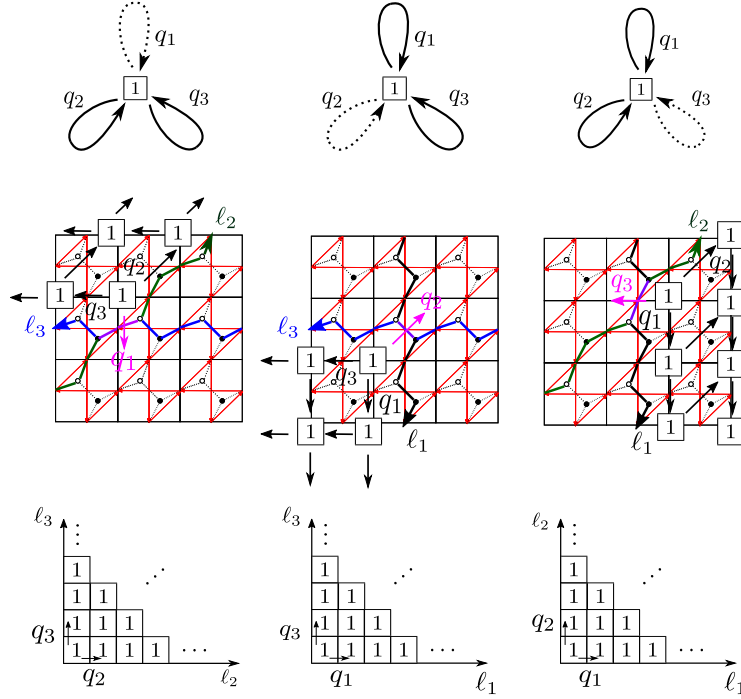 q₁ q₁ q₁
q₂ 1 q₃ q₂ 1 q₃ q₂ 1 q₃
1 1 ℓ₂ ℓ₂ 1
q₂ q₂
1 1 q₃ 1 1
q₃ q₂
ℓ₃ ℓ₃ q₁
q₁ 1 1 1 1
q₃
q₁
1 1 ℓ₁ ℓ₁ 1 1
ℓ₃ ℓ₃ ℓ₂
⋮ ⋮ ⋮
1 ⋰ 1 ⋰ 1 ⋰
1 1 1 1 1 1
q₃ 1 1 1 q₃ 1 1 1 q₂ 1 1 1
1 1 1 1 ⋯ 1 1 1 1 ⋯ 1 1 1 1 ⋯
q₂ ℓ₂ q₁ ℓ₁ q₁ ℓ₁